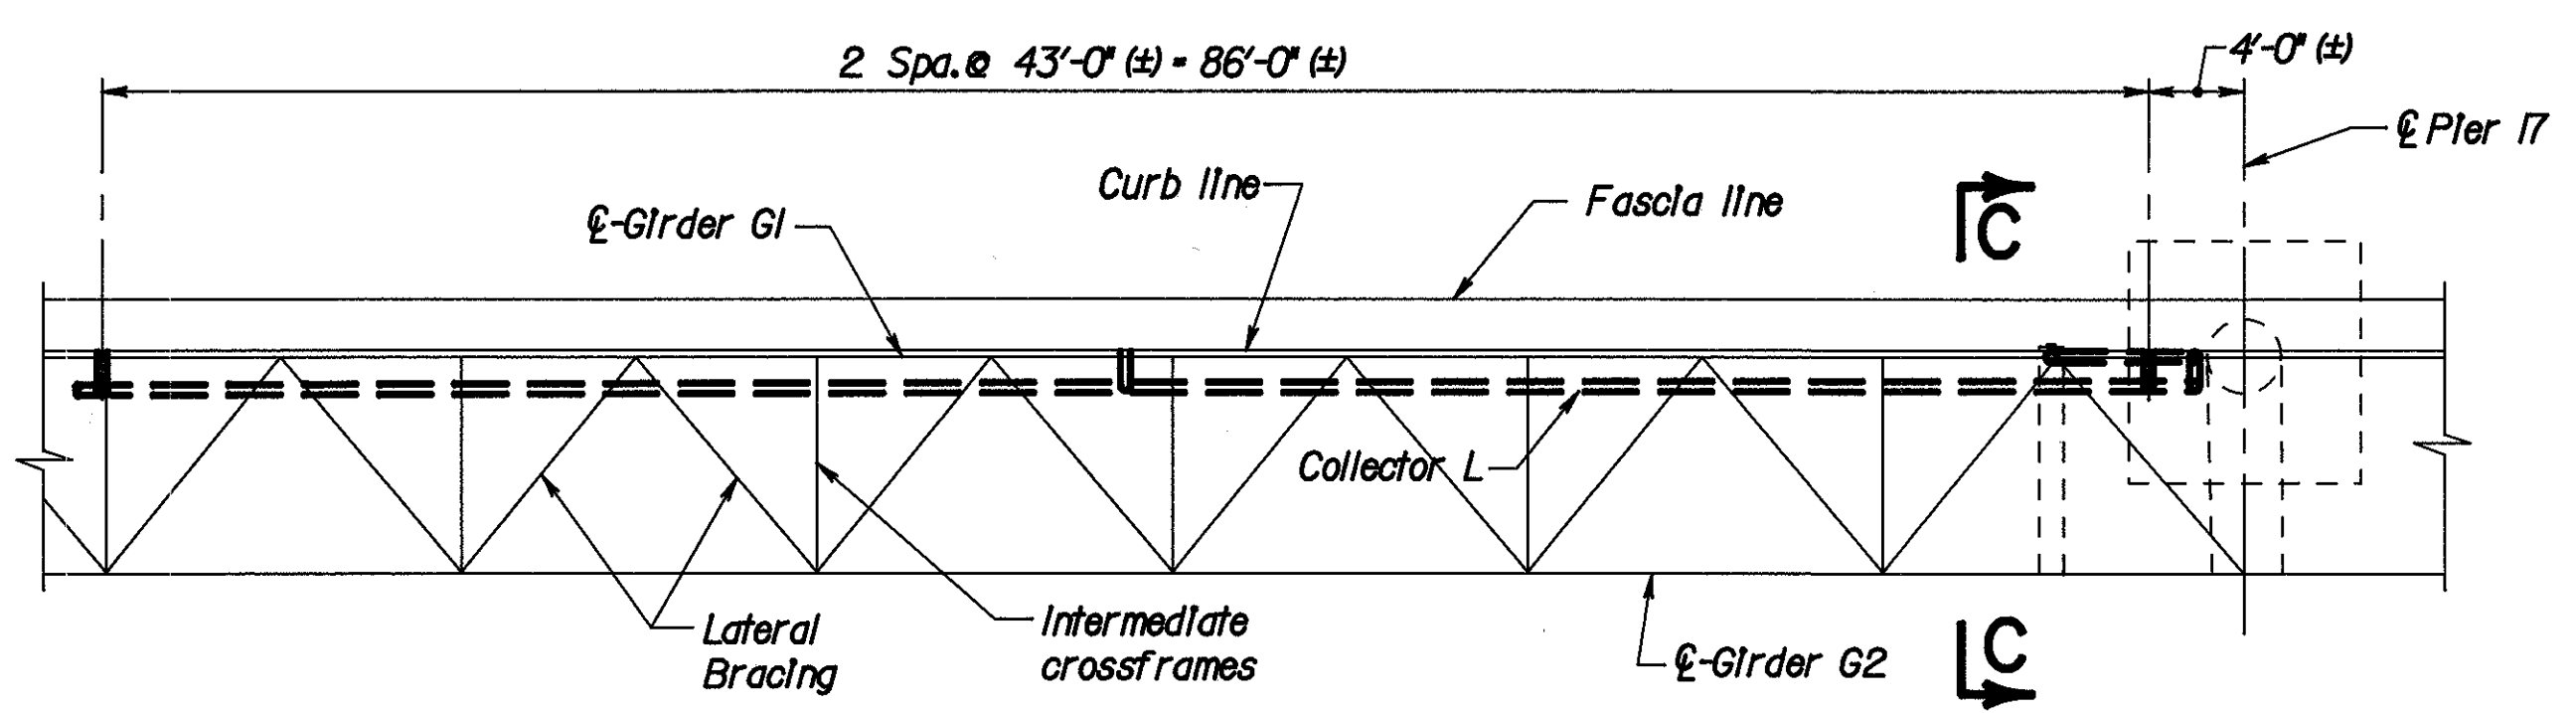 2 Spa.@ 43'-0" (±) = 86'-0" (±)
4'-0" (±)
℄ Pier 17
Curb line
Fascia line
℄-Girder G1
C
Collector L
Lateral
Bracing
Intermediate
crossframes
℄-Girder G2
C